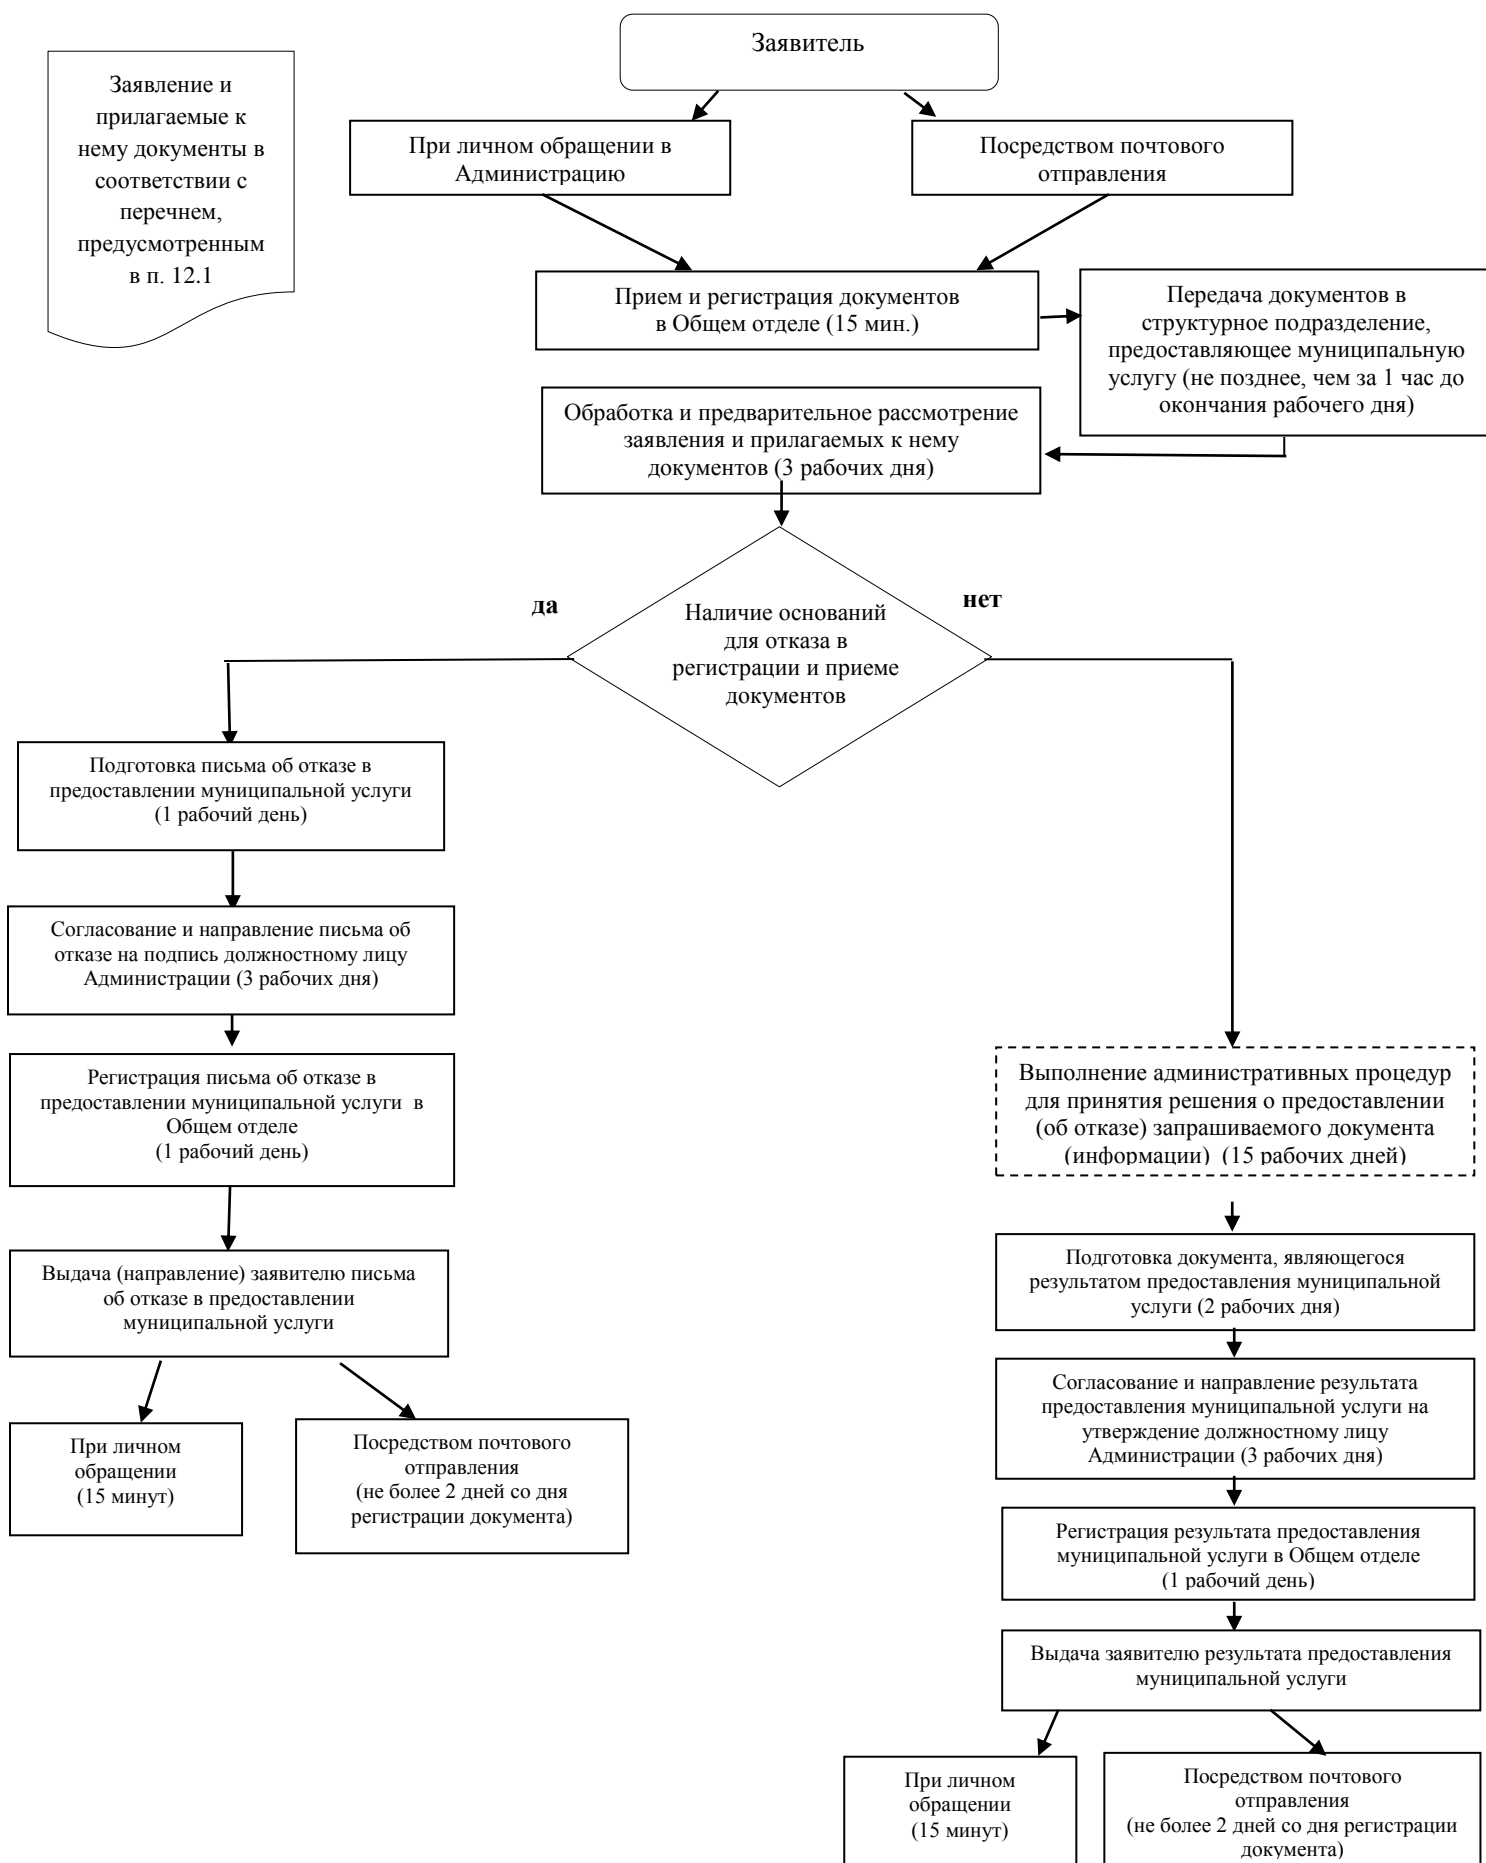 Заявитель
Заявление и
прилагаемые к
нему документы в
соответствии с
перечнем,
предусмотренным
в п. 12.1
При личном обращении в
Администрацию
Посредством почтового
отправления
Прием и регистрация документов
в Общем отделе (15 мин.)
Передача документов в
структурное подразделение,
предоставляющее муниципальную
услугу (не позднее, чем за 1 час до
окончания рабочего дня)
Обработка и предварительное рассмотрение
заявления и прилагаемых к нему
документов (3 рабочих дня)
да
нет
Наличие оснований
для отказа в
регистрации и приеме
документов
Подготовка письма об отказе в
предоставлении муниципальной услуги
(1 рабочий день)
Согласование и направление письма об
отказе на подпись должностному лицу
Администрации (3 рабочих дня)
Регистрация письма об отказе в
предоставлении муниципальной услуги в
Общем отделе
(1 рабочий день)
Выдача (направление) заявителю письма
об отказе в предоставлении
муниципальной услуги
При личном
обращении
(15 минут)
Посредством почтового
отправления
(не более 2 дней со дня
регистрации документа)
Выполнение административных процедур
для принятия решения о предоставлении
(об отказе) запрашиваемого документа
(информации) (15 рабочих дней)
Подготовка документа, являющегося
результатом предоставления муниципальной
услуги (2 рабочих дня)
Согласование и направление результата
предоставления муниципальной услуги на
утверждение должностному лицу
Администрации (3 рабочих дня)
Регистрация результата предоставления
муниципальной услуги в Общем отделе
(1 рабочий день)
Выдача заявителю результата предоставления
муниципальной услуги
При личном
обращении
(15 минут)
Посредством почтового
отправления
(не более 2 дней со дня регистрации
документа)